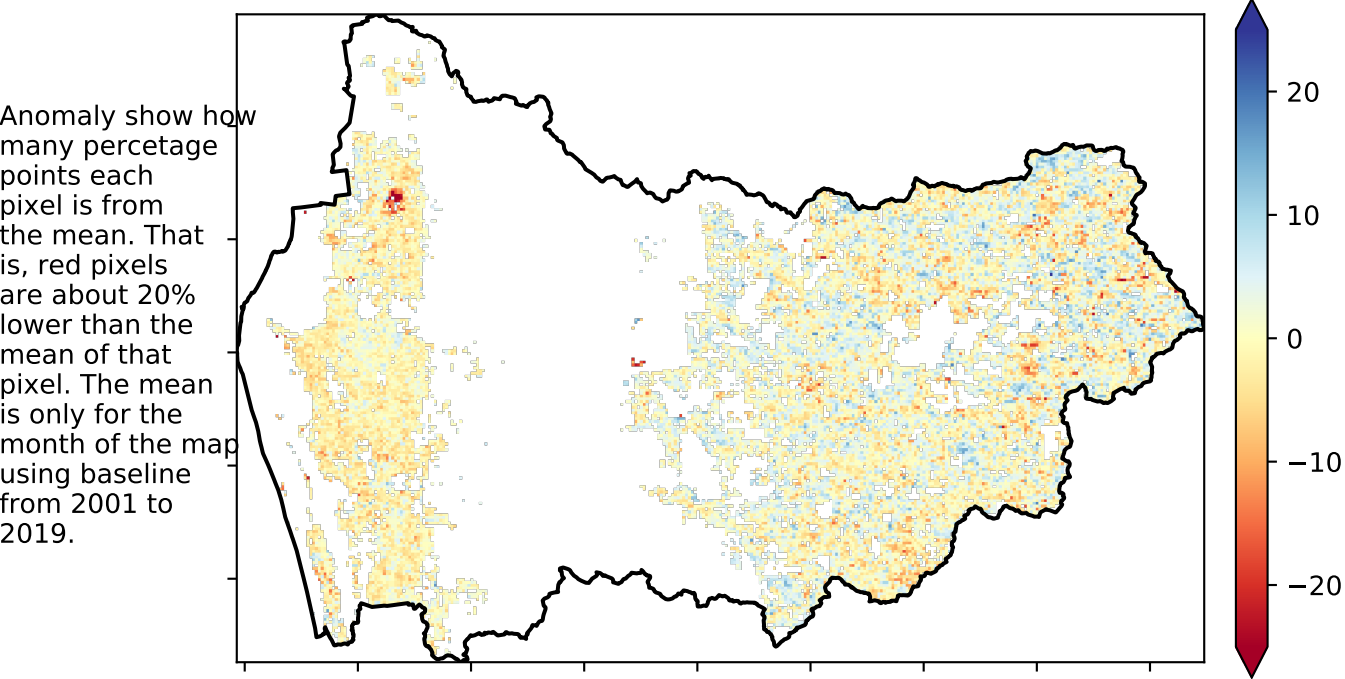 Anomaly show how
many percetage
points each
pixel is from
the mean. That
is, red pixels
are about 20%
lower than the
mean of that
pixel. The mean
is only for the
month of the map
using baseline
from 2001 to
2019.
20
10
0
−10
−20